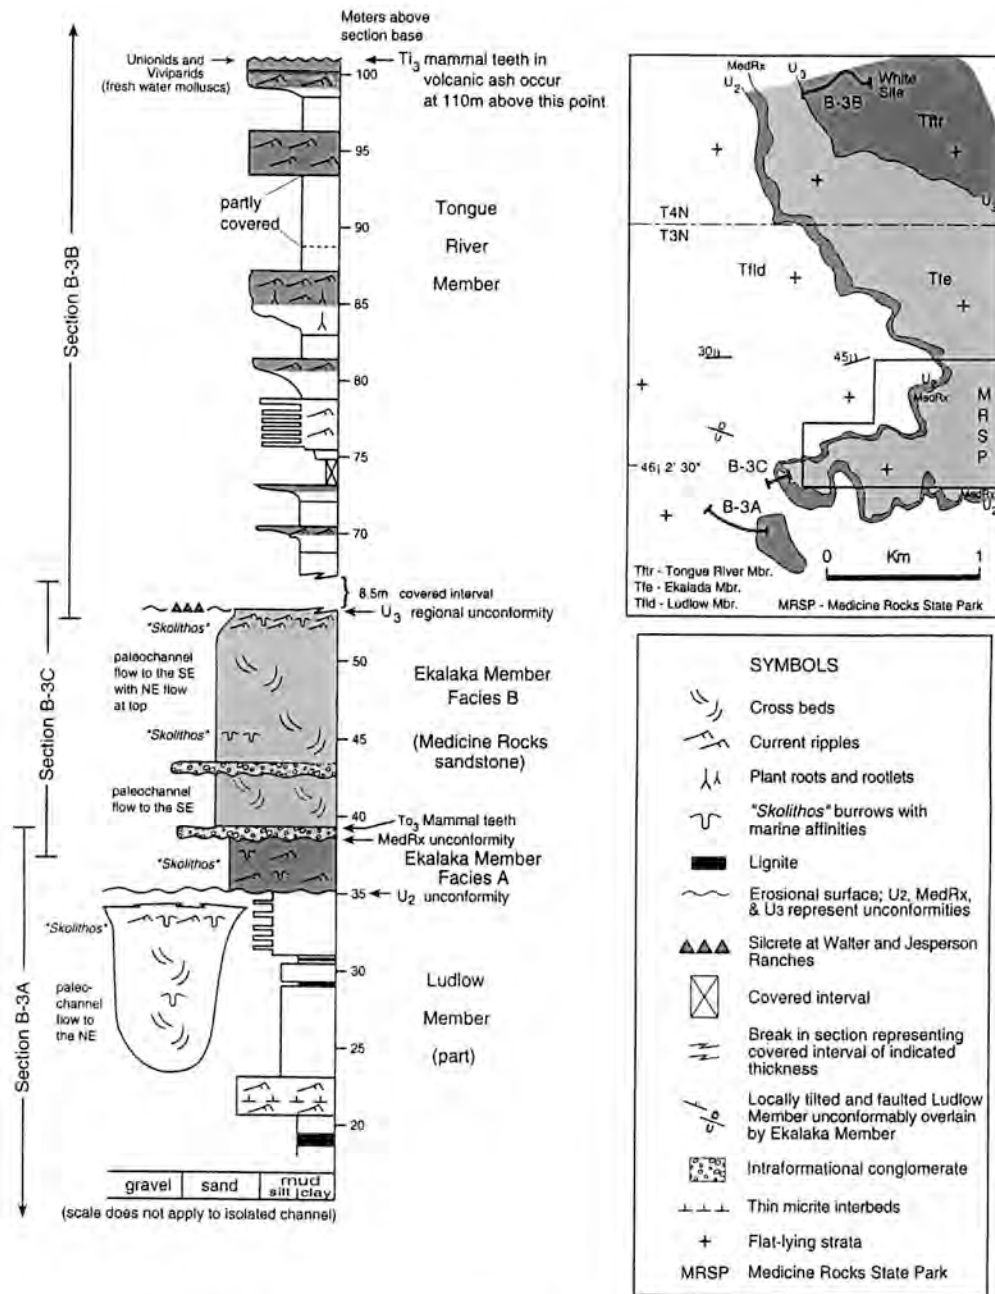 Meters above
section base
Unionids and
Viviparids
(fresh water molluscs)
Ti3 mammal teeth in
volcanic ash occur
at 110m above this point
100
95
partly
covered
90
Tongue
River
Member
85
80
75
70
Section B-3B
8.5m covered interval
U3 regional unconformity
"Skolithos"
paleochannel
flow to the SE
with NE flow
at top
50
Ekalaka Member
Facies B
(Medicine Rocks
sandstone)
"Skolithos"
45
paleochannel
flow to the SE
40
To3 Mammal teeth
MedRx unconformity
Ekalaka Member
Facies A
"Skolithos"
35
U2 unconformity
Section B-3C
"Skolithos"
paleo-
channel
flow to
the NE
30
Ludlow
Member
(part)
25
20
Section B-3A
gravel
sand
mud
silt clay
(scale does not apply to isolated channel)
MedRx
U2
U3
White
Site
B-3B
Tftr
U3
T4N
T3N
Tfld
Tfe
30
45
MedRx
M
R
S
P
D
U
46¡ 2' 30"
B-3C
B-3A
MedRx
U2
0 Km 1
Tftr - Tongue River Mbr.
Tfe - Ekalada Mbr.
Tfld - Ludlow Mbr.
MRSP - Medicine Rocks State Park
SYMBOLS
Cross beds
Current ripples
Plant roots and rootlets
"Skolithos" burrows with
marine affinities
Lignite
Erosional surface; U2, MedRx,
& U3 represent unconformities
Silcrete at Walter and Jesperson
Ranches
Covered interval
Break in section representing
covered interval of indicated
thickness
D
U
Locally tilted and faulted Ludlow
Member unconformably overlain
by Ekalaka Member
Intraformational conglomerate
Thin micrite interbeds
Flat-lying strata
MRSP Medicine Rocks State Park